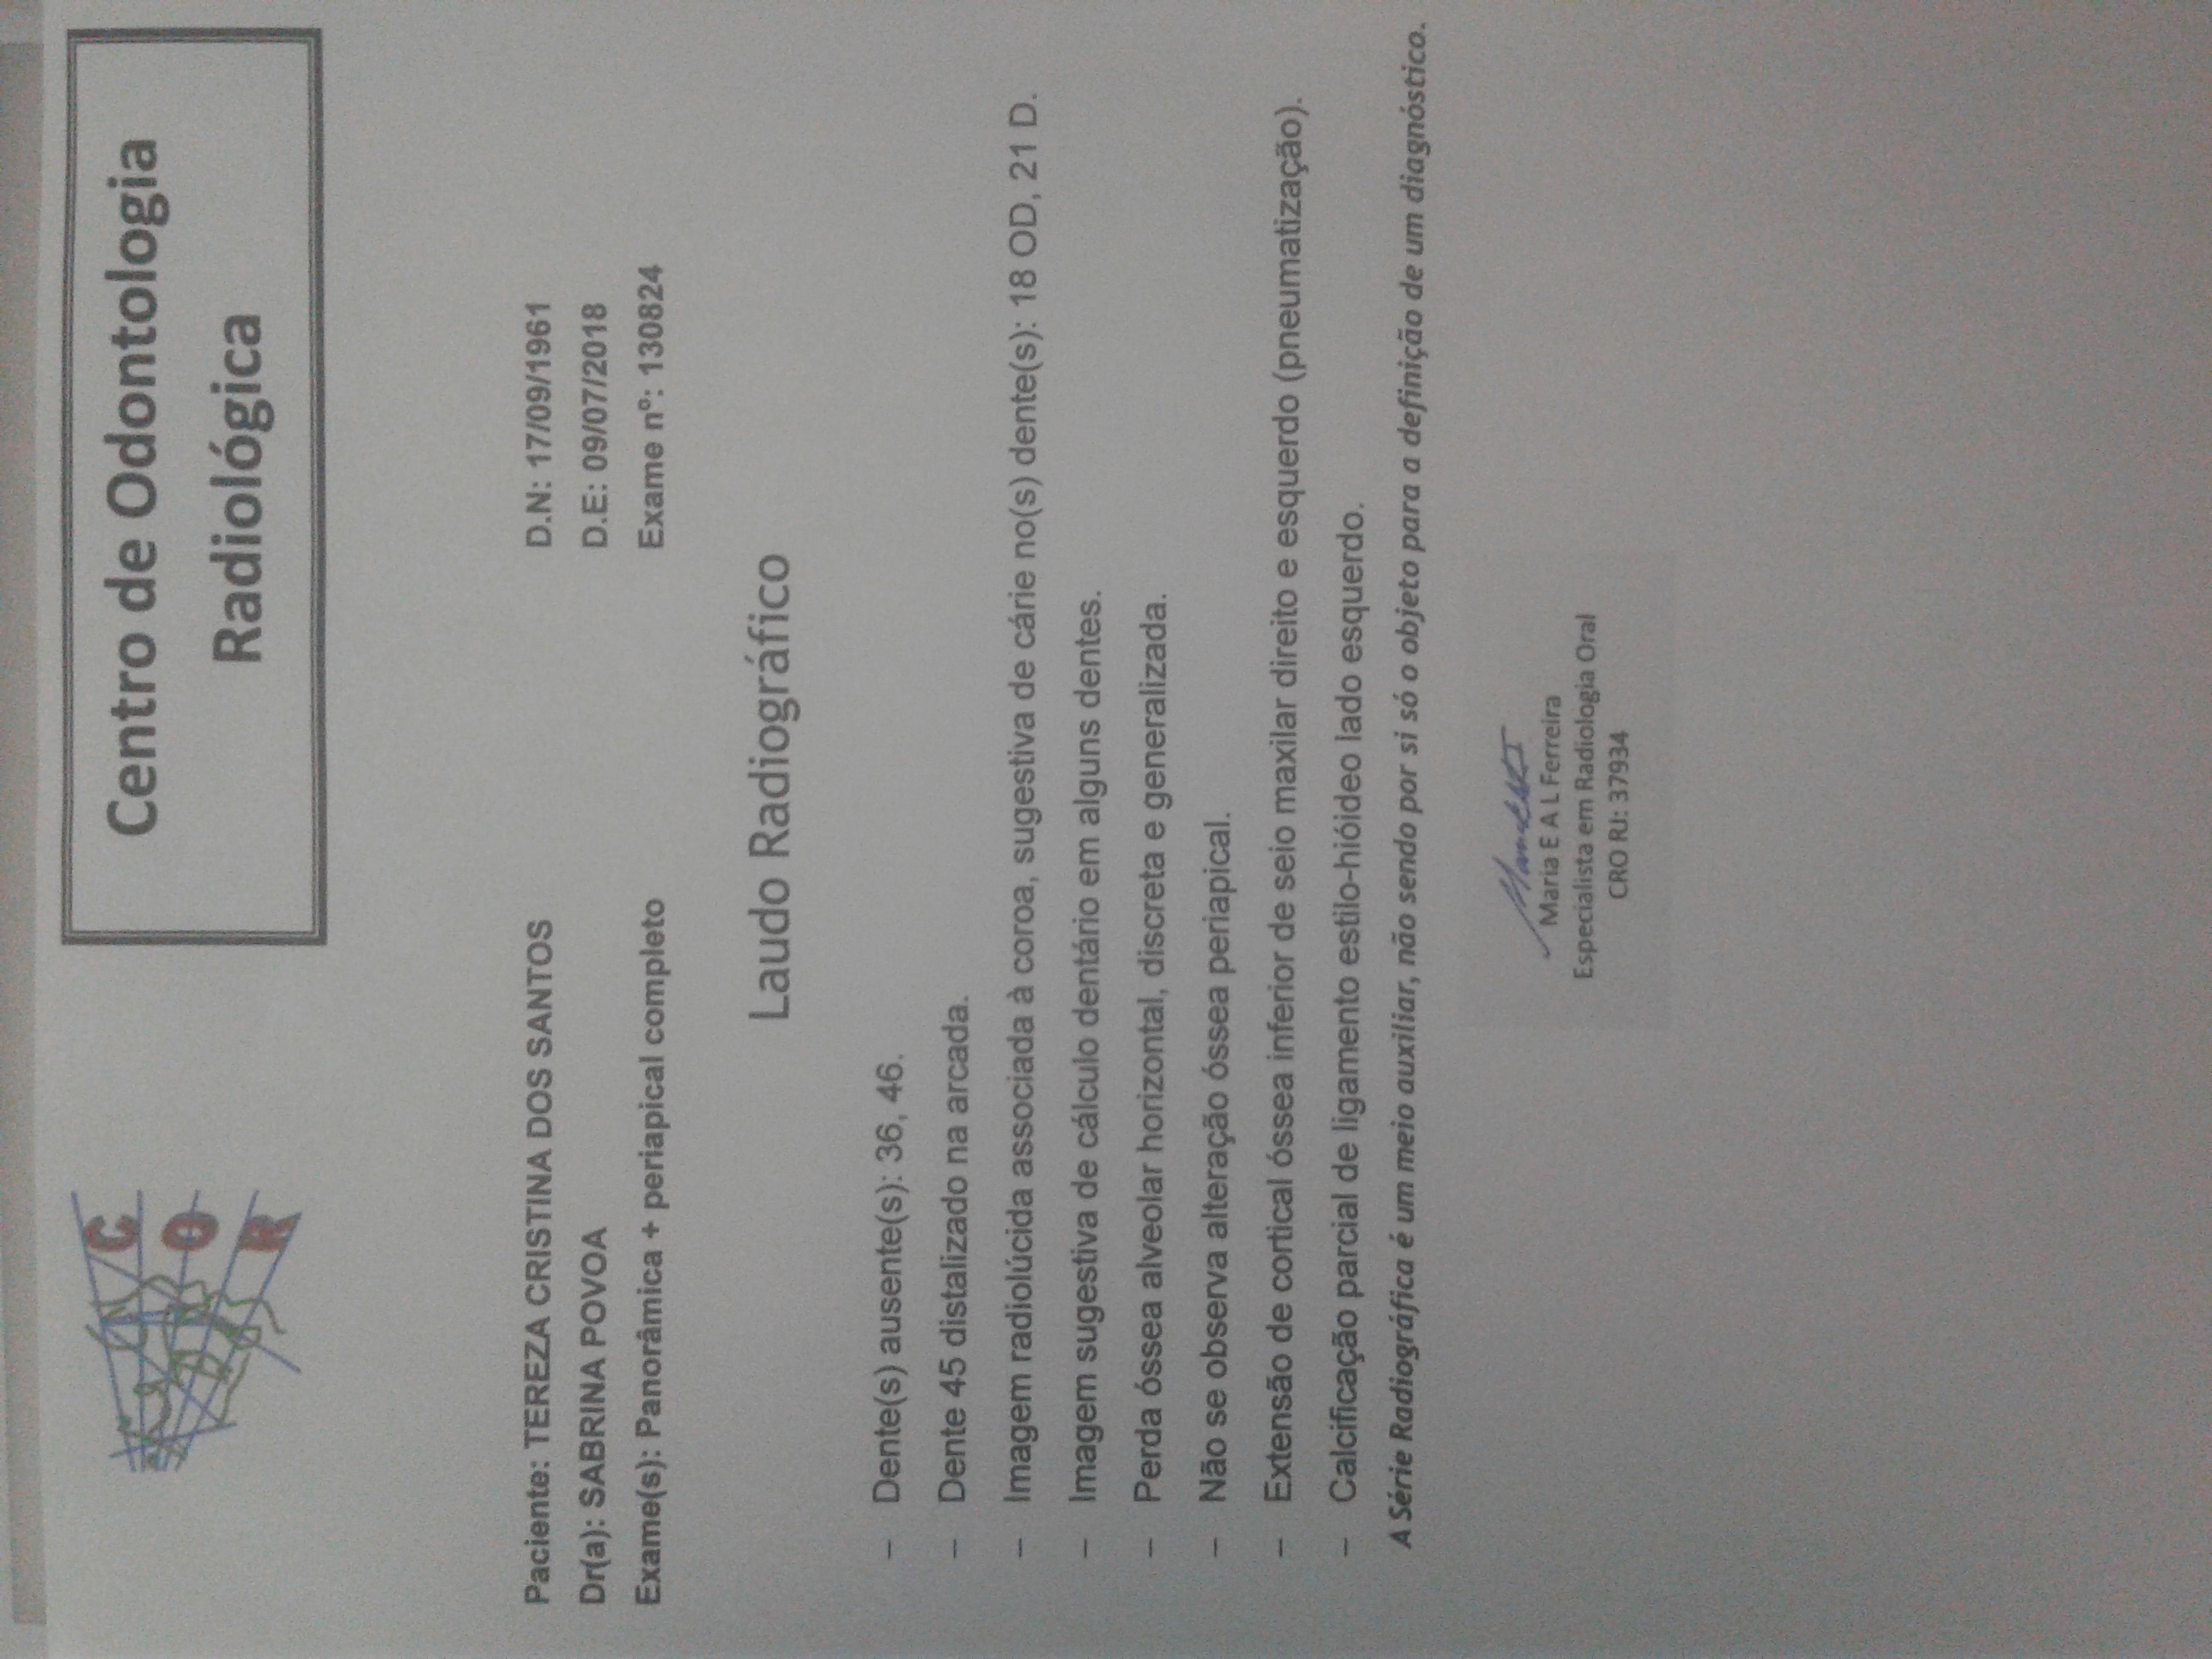 C
O
R
Centro de Odontologia
Radiológica
Paciente: TEREZA CRISTINA DOS SANTOS D.N: 17/09/1961
Dr(a): SABRINA POVOA D.E: 09/07/2018
Exame(s): Panorâmica + periapical completo Exame nº: 130824
Laudo Radiográfico
– Dente(s) ausente(s): 36, 46.
– Dente 45 distalizado na arcada.
– Imagem radiolúcida associada à coroa, sugestiva de cárie no(s) dente(s): 18 OD, 21 D.
– Imagem sugestiva de cálculo dentário em alguns dentes.
– Perda óssea alveolar horizontal, discreta e generalizada.
– Não se observa alteração óssea periapical.
– Extensão de cortical óssea inferior de seio maxilar direito e esquerdo (pneumatização).
– Calcificação parcial de ligamento estilo-hióideo lado esquerdo.
A Série Radiográfica é um meio auxiliar, não sendo por si só o objeto para a definição de um diagnóstico.
Maria E A L Ferreira
Especialista em Radiologia Oral
CRO RJ: 37934